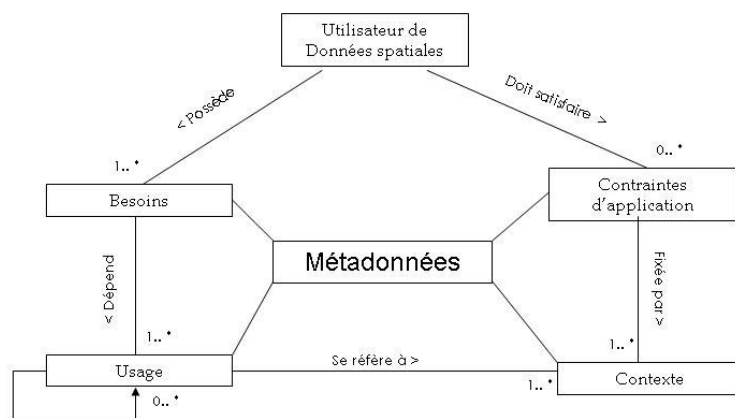 Utilisateur de
Données spatiales
< Possède
Doit satisfaire >
1.. *
0.. *
Besoins
Contraintes
d'application
Métadonnées
< Dépend
Fixée par >
1.. *
1.. *
Usage
Se réfère à >
1.. *
Contexte
0.. *